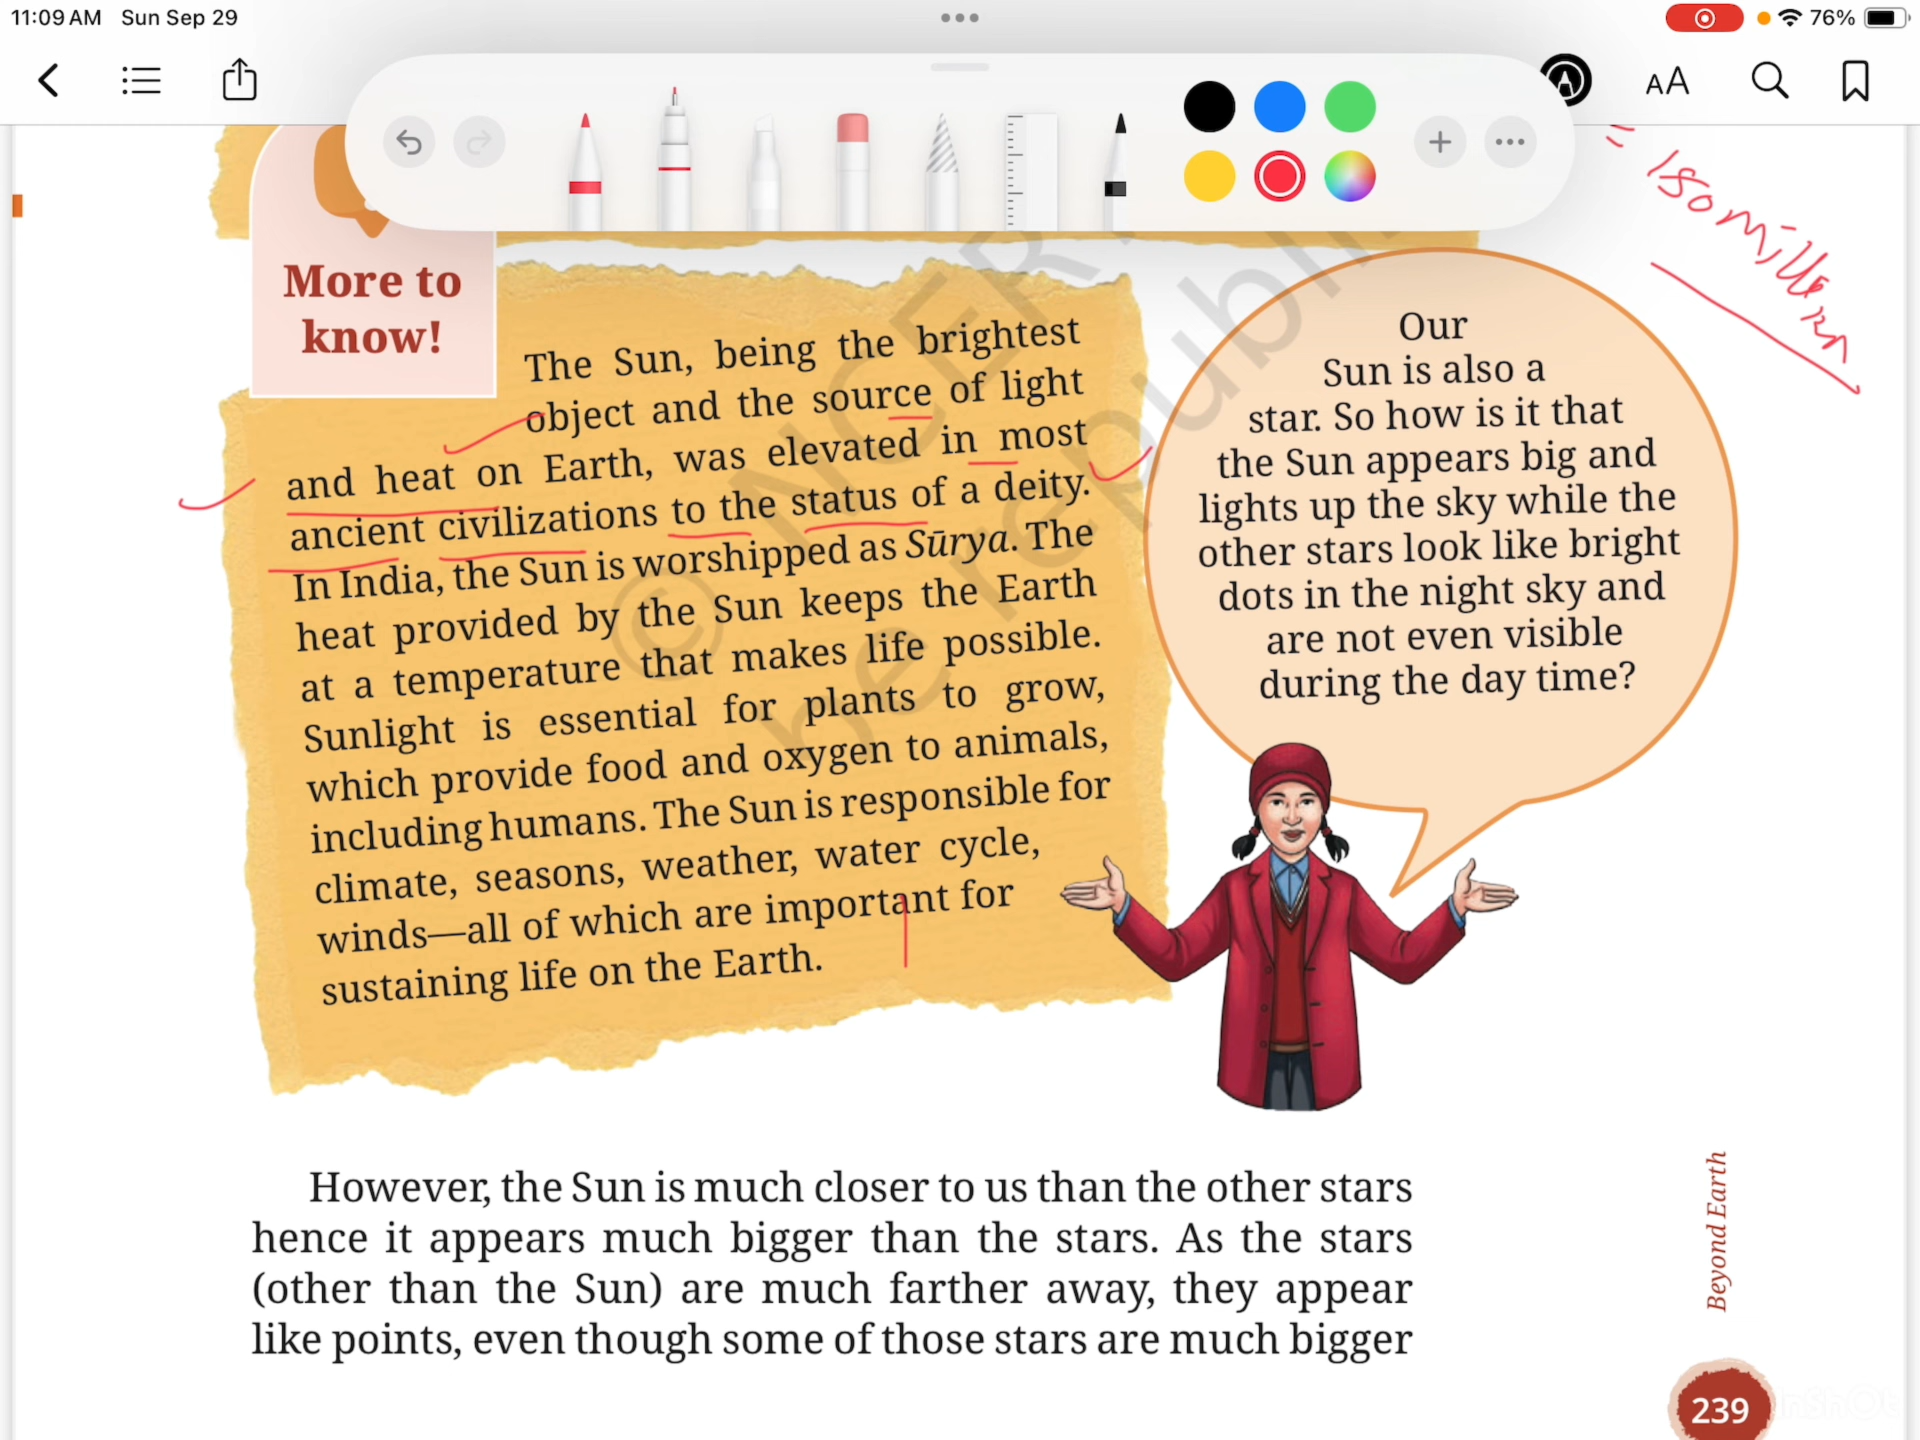 11:09 AM Sun Sep 29
76%
AA
= 150 million
More to
know!
The Sun, being the brightest
object and the source of light
and heat on Earth, was elevated in most
ancient civilizations to the status of a deity.
In India, the Sun is worshipped as Sūrya. The
heat provided by the Sun keeps the Earth
at a temperature that makes life possible.
Sunlight is essential for plants to grow,
which provide food and oxygen to animals,
including humans. The Sun is responsible for
climate, seasons, weather, water cycle,
winds—all of which are important for
sustaining life on the Earth.
Our
Sun is also a
star. So how is it that
the Sun appears big and
lights up the sky while the
other stars look like bright
dots in the night sky and
are not even visible
during the day time?
However, the Sun is much closer to us than the other stars
hence it appears much bigger than the stars. As the stars
(other than the Sun) are much farther away, they appear
like points, even though some of those stars are much bigger
Beyond Earth
239
InShOt